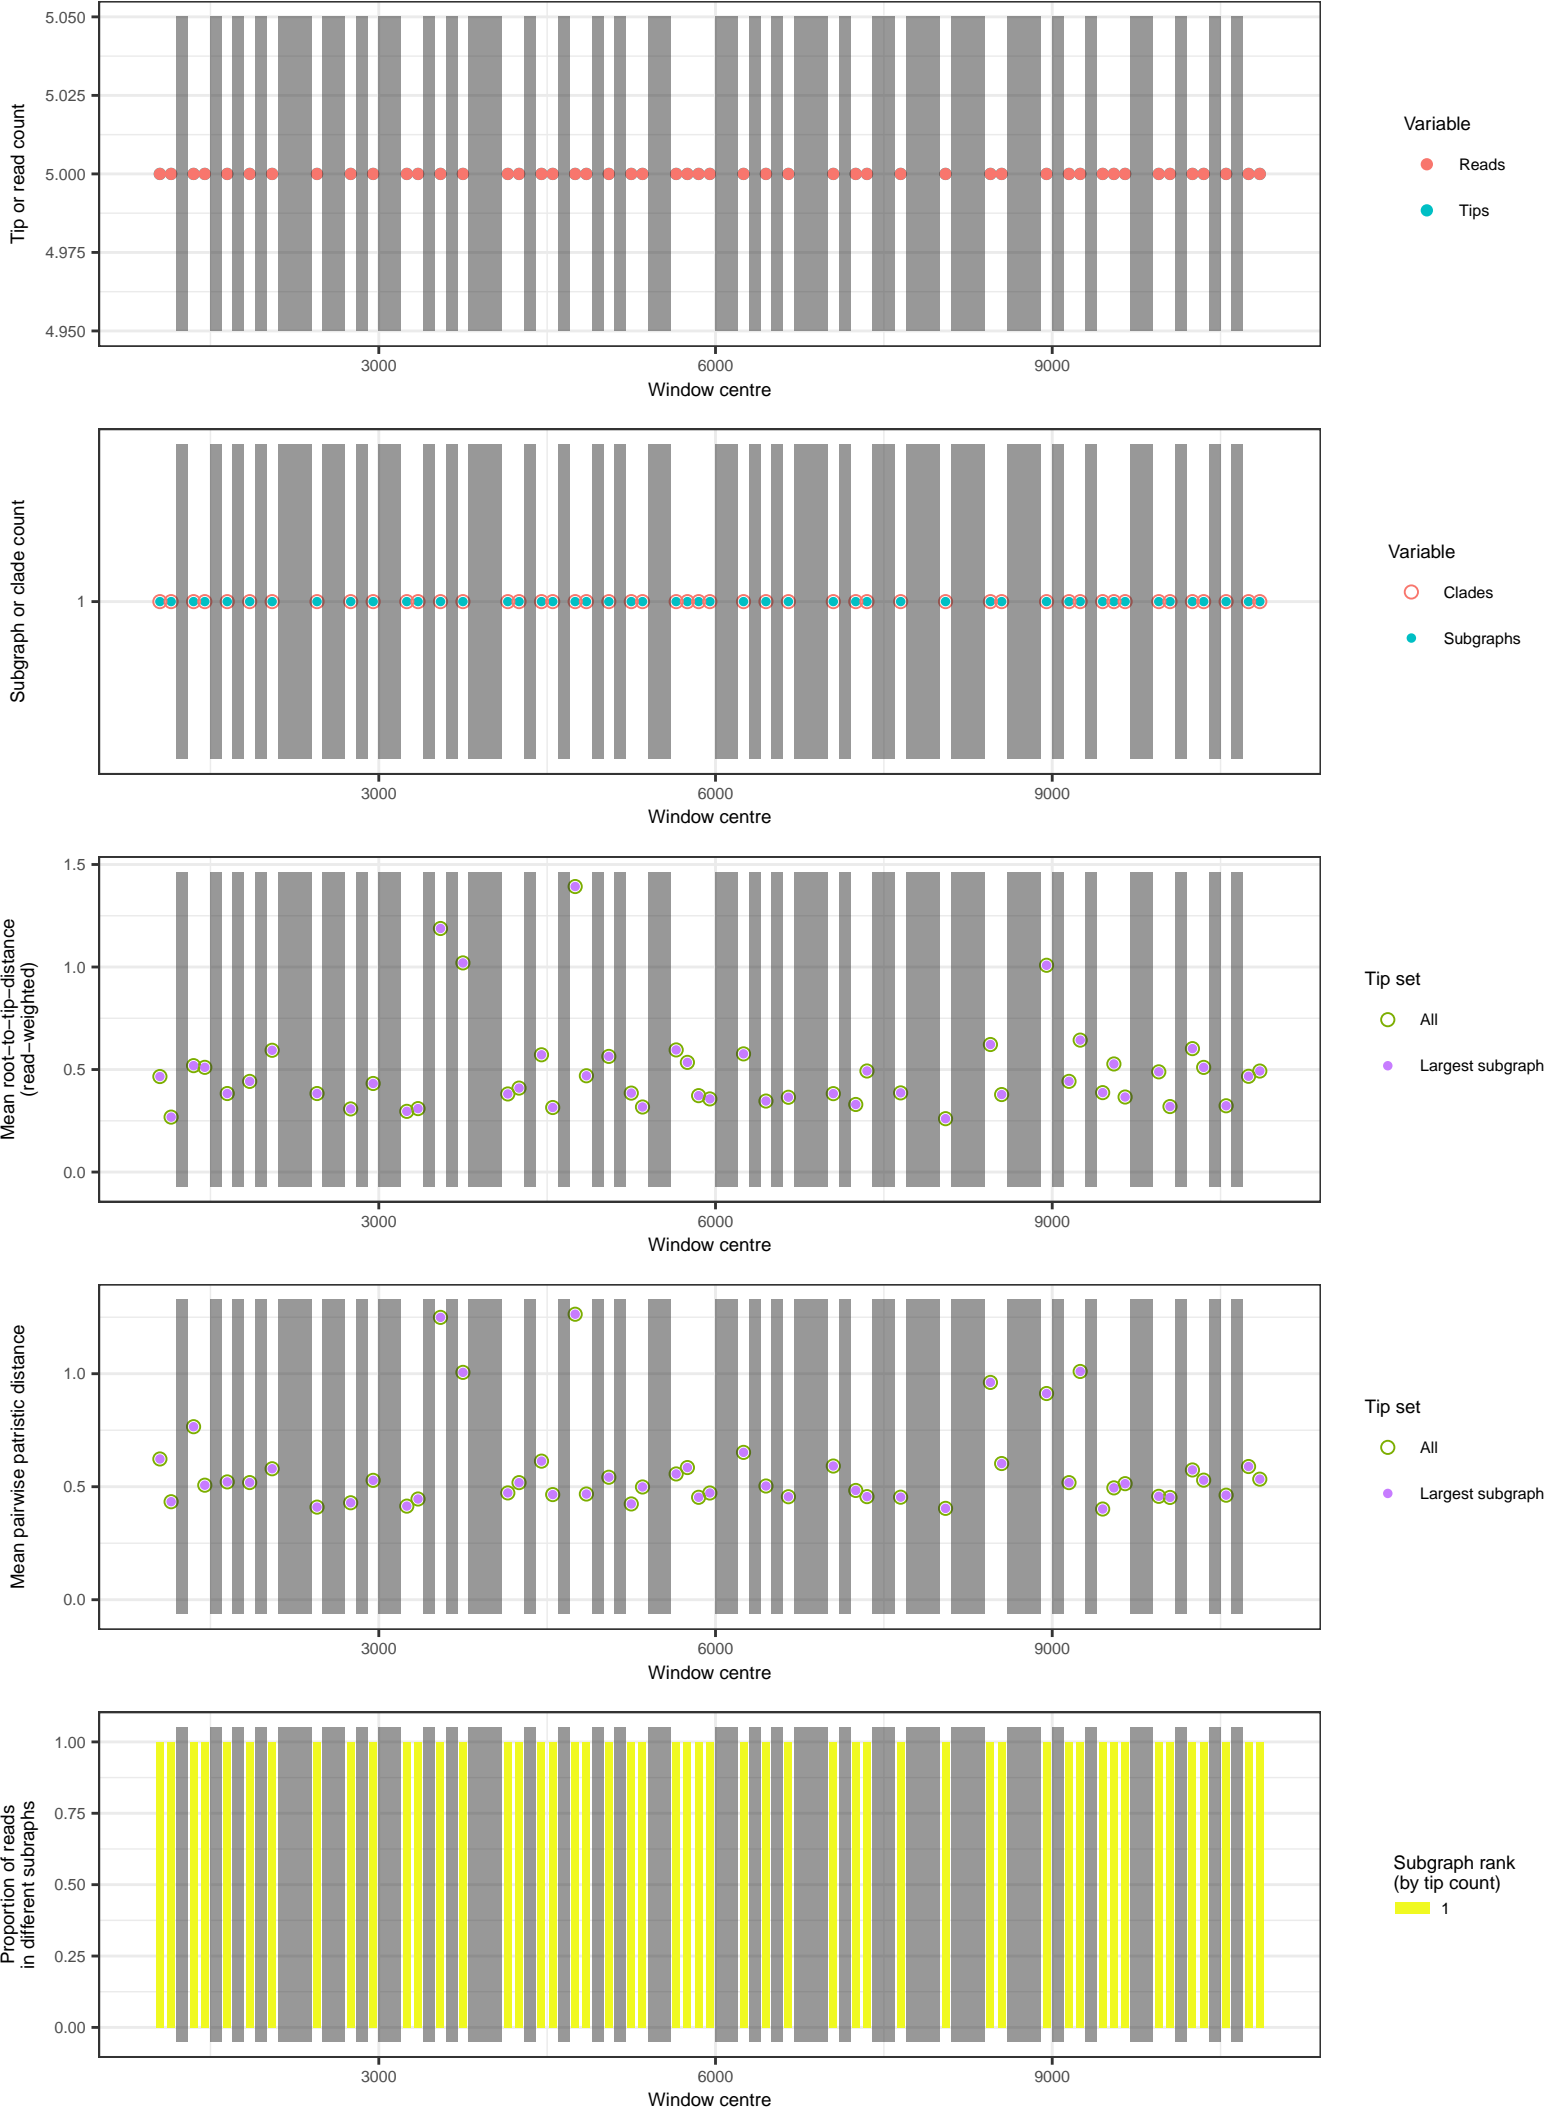 5.050
5.025
5.000
4.975
4.950
Tip or read count
3000
6000
9000
Window centre
Variable
Reads
Tips
1
Subgraph or clade count
3000
6000
9000
Window centre
Variable
Clades
Subgraphs
1.5
1.0
0.5
0.0
Mean root−to−tip−distance
(read−weighted)
3000
6000
9000
Window centre
Tip set
All
Largest subgraph
1.0
0.5
0.0
Mean pairwise patristic distance
3000
6000
9000
Window centre
Tip set
All
Largest subgraph
1.00
0.75
0.50
0.25
0.00
Proportion of reads
in different subraphs
3000
6000
9000
Window centre
Subgraph rank
(by tip count)
1